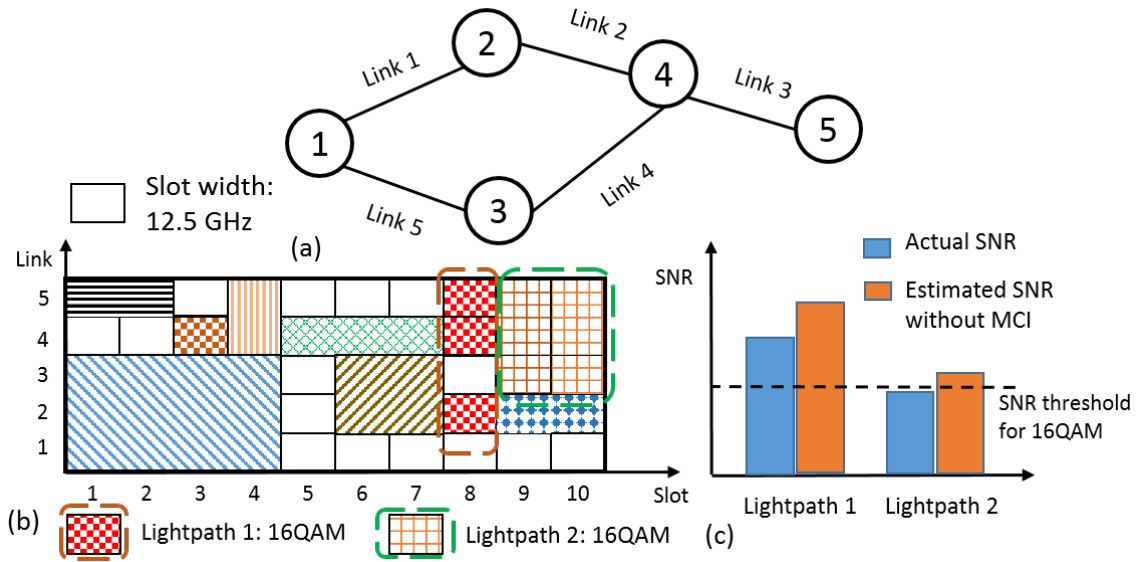 2
Link 2
4
Link 1
Link 3
5
1
Slot width:
12.5 GHz
Link 5
3
Link 4
(a)
Link
5
4
3
2
1
1 2 3 4 5 6 7 8 9 10 Slot
(b)
Lightpath 1: 16QAM
Lightpath 2: 16QAM
SNR
Actual SNR
Estimated SNR
without MCI
SNR threshold
for 16QAM
Lightpath 1
Lightpath 2
(c)